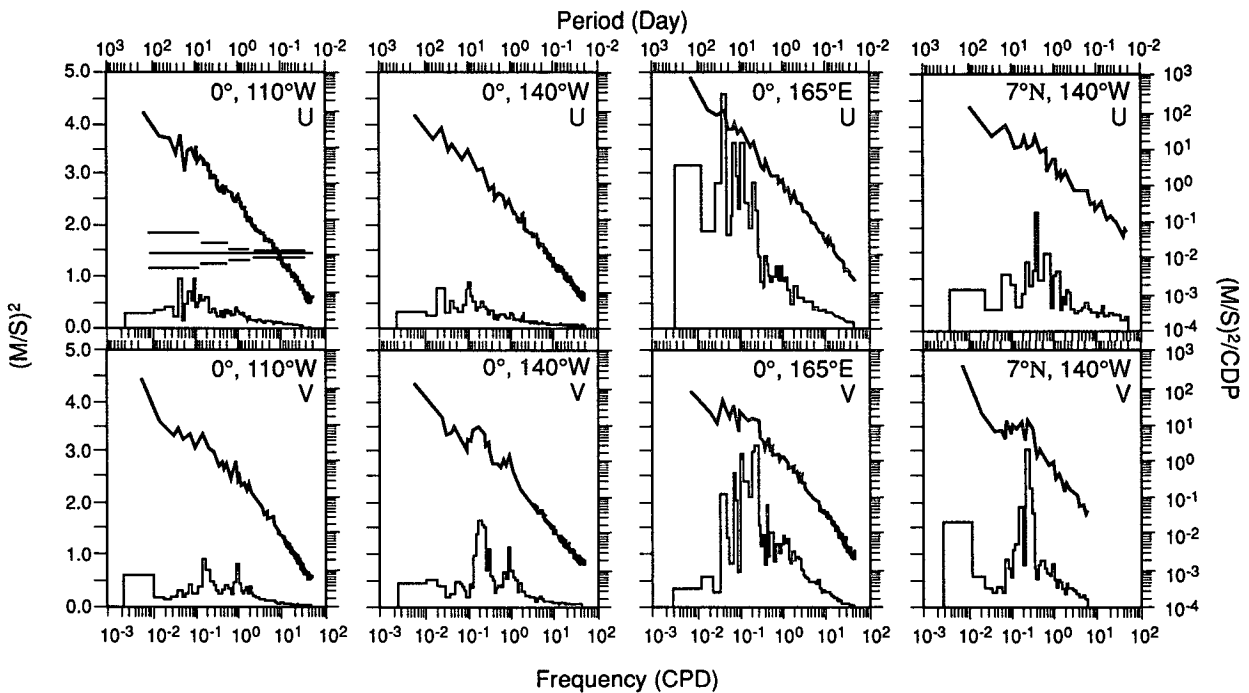 Period (Day)
10³ 10² 10¹ 10⁰ 10⁻¹ 10⁻² 10³ 10² 10¹ 10⁰ 10⁻¹ 10⁻² 10³ 10² 10¹ 10⁰ 10⁻¹ 10⁻² 10³ 10² 10¹ 10⁰ 10⁻¹ 10⁻²
5.0 0°, 110°W 0°, 140°W 0°, 165°E 7°N, 140°W 10³
U U U U
4.0 10²
3.0 10¹
10⁰
2.0 10⁻¹
1.0 10⁻²
10⁻³
0.0 10⁻⁴
(M/S)² (M/S)²/CDP
5.0 0°, 110°W 0°, 140°W 0°, 165°E 7°N, 140°W 10³
V V V V
4.0 10²
3.0 10¹
10⁰
2.0 10⁻¹
1.0 10⁻²
10⁻³
0.0 10⁻⁴
10⁻³ 10⁻² 10⁻¹ 10⁰ 10¹ 10² 10⁻³ 10⁻² 10⁻¹ 10⁰ 10¹ 10² 10⁻³ 10⁻² 10⁻¹ 10⁰ 10¹ 10² 10⁻³ 10⁻² 10⁻¹ 10⁰ 10¹ 10²
Frequency (CPD)